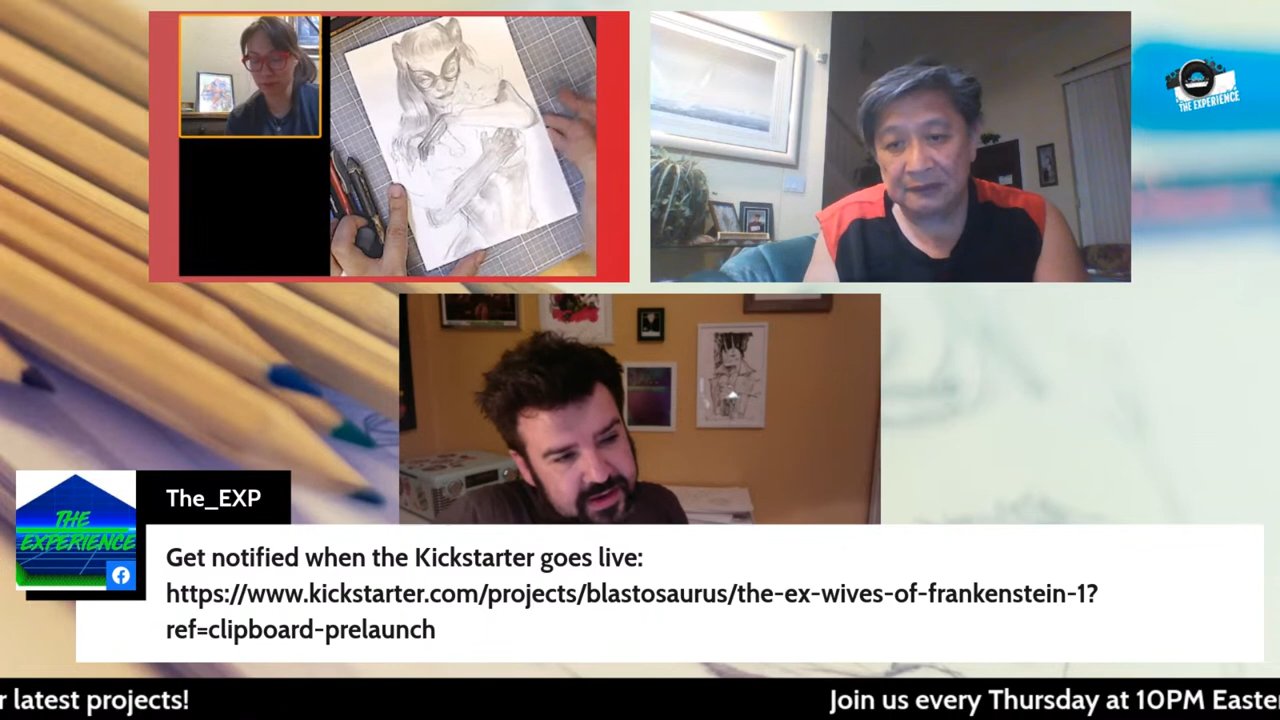 THE EXPERIENCE
The_EXP
THE
EXPERIENCE
Get notified when the Kickstarter goes live:
https://www.kickstarter.com/projects/blastosaurus/the-ex-wives-of-frankenstein-1?
ref=clipboard-prelaunch
r latest projects!
Join us every Thursday at 10PM Easter